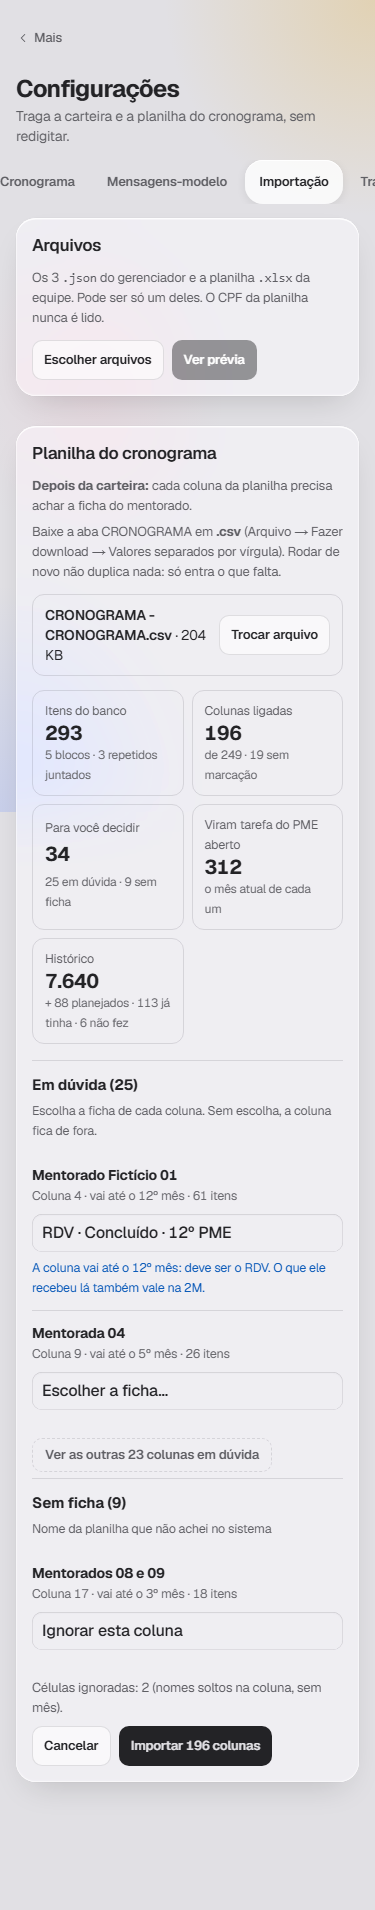 Mais
Configurações
Traga a carteira e a planilha do cronograma, sem
redigitar.
Cronograma
Mensagens-modelo
Importação
Tra
Arquivos
Os 3 .json do gerenciador e a planilha .xlsx da
equipe. Pode ser só um deles. O CPF da planilha
nunca é lido.
Escolher arquivos
Ver prévia
Planilha do cronograma
Depois da carteira: cada coluna da planilha precisa
achar a ficha do mentorado.
Baixe a aba CRONOGRAMA em .csv (Arquivo → Fazer
download → Valores separados por vírgula). Rodar de
novo não duplica nada: só entra o que falta.
CRONOGRAMA -
CRONOGRAMA.csv · 204
KB
Trocar arquivo
Itens do banco
293
5 blocos · 3 repetidos
juntados
Colunas ligadas
196
de 249 · 19 sem
marcação
Para você decidir
34
25 em dúvida · 9 sem
ficha
Viram tarefa do PME
aberto
312
o mês atual de cada
um
Histórico
7.640
+ 88 planejados · 113 já
tinha · 6 não fez
Em dúvida (25)
Escolha a ficha de cada coluna. Sem escolha, a coluna
fica de fora.
Mentorado Fictício 01
Coluna 4 · vai até o 12º mês · 61 itens
RDV · Concluído · 12º PME
A coluna vai até o 12º mês: deve ser o RDV. O que ele
recebeu lá também vale na 2M.
Mentorada 04
Coluna 9 · vai até o 5º mês · 26 itens
Escolher a ficha…
Ver as outras 23 colunas em dúvida
Sem ficha (9)
Nome da planilha que não achei no sistema
Mentorados 08 e 09
Coluna 17 · vai até o 3º mês · 18 itens
Ignorar esta coluna
Células ignoradas: 2 (nomes soltos na coluna, sem
mês).
Cancelar
Importar 196 colunas